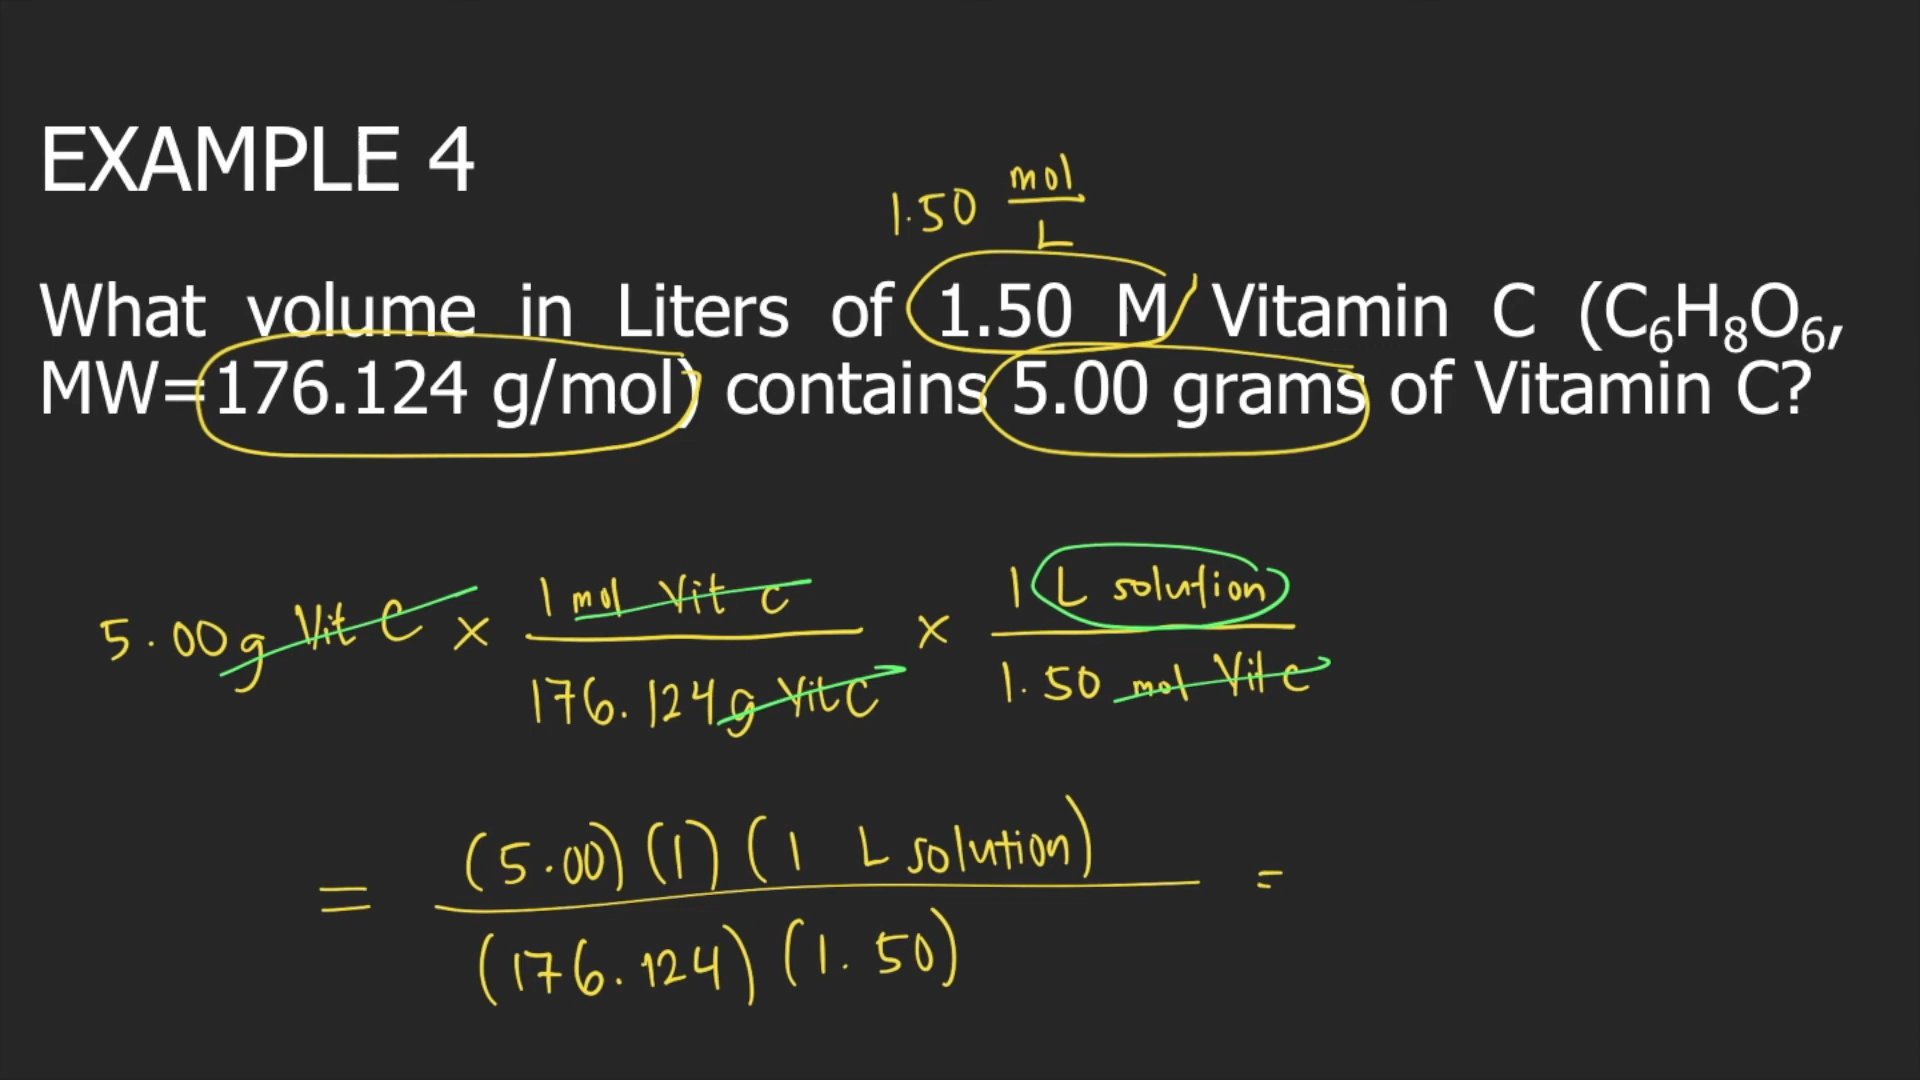 EXAMPLE 4
1.50 mol/L
What volume in Liters of 1.50 M Vitamin C (C₆H₈O₆,
MW=176.124 g/mol) contains 5.00 grams of Vitamin C?
5.00 g Vit C × 1 mol Vit C / 176.124 g Vit C × 1 L solution / 1.50 mol Vit C
= (5.00)(1)(1 L solution) / (176.124)(1.50) =